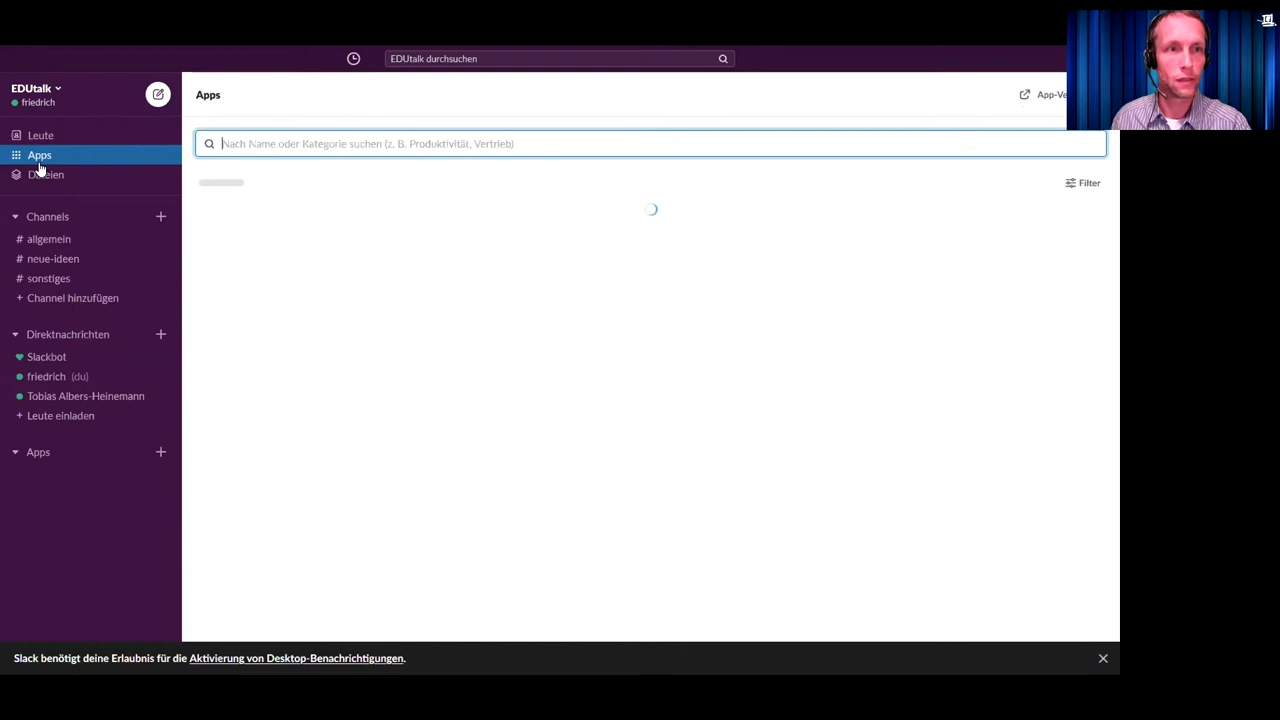 EDUtalk durchsuchen
EDUtalk
friedrich
Leute
Apps
Dateien
Channels
# allgemein
# neue-ideen
# sonstiges
+ Channel hinzufügen
Direktnachrichten
Slackbot
friedrich (du)
Tobias Albers-Heinemann
+ Leute einladen
Apps
Apps
App-Ve
Nach Name oder Kategorie suchen (z. B. Produktivität, Vertrieb)
Filter
Slack benötigt deine Erlaubnis für die Aktivierung von Desktop-Benachrichtigungen.